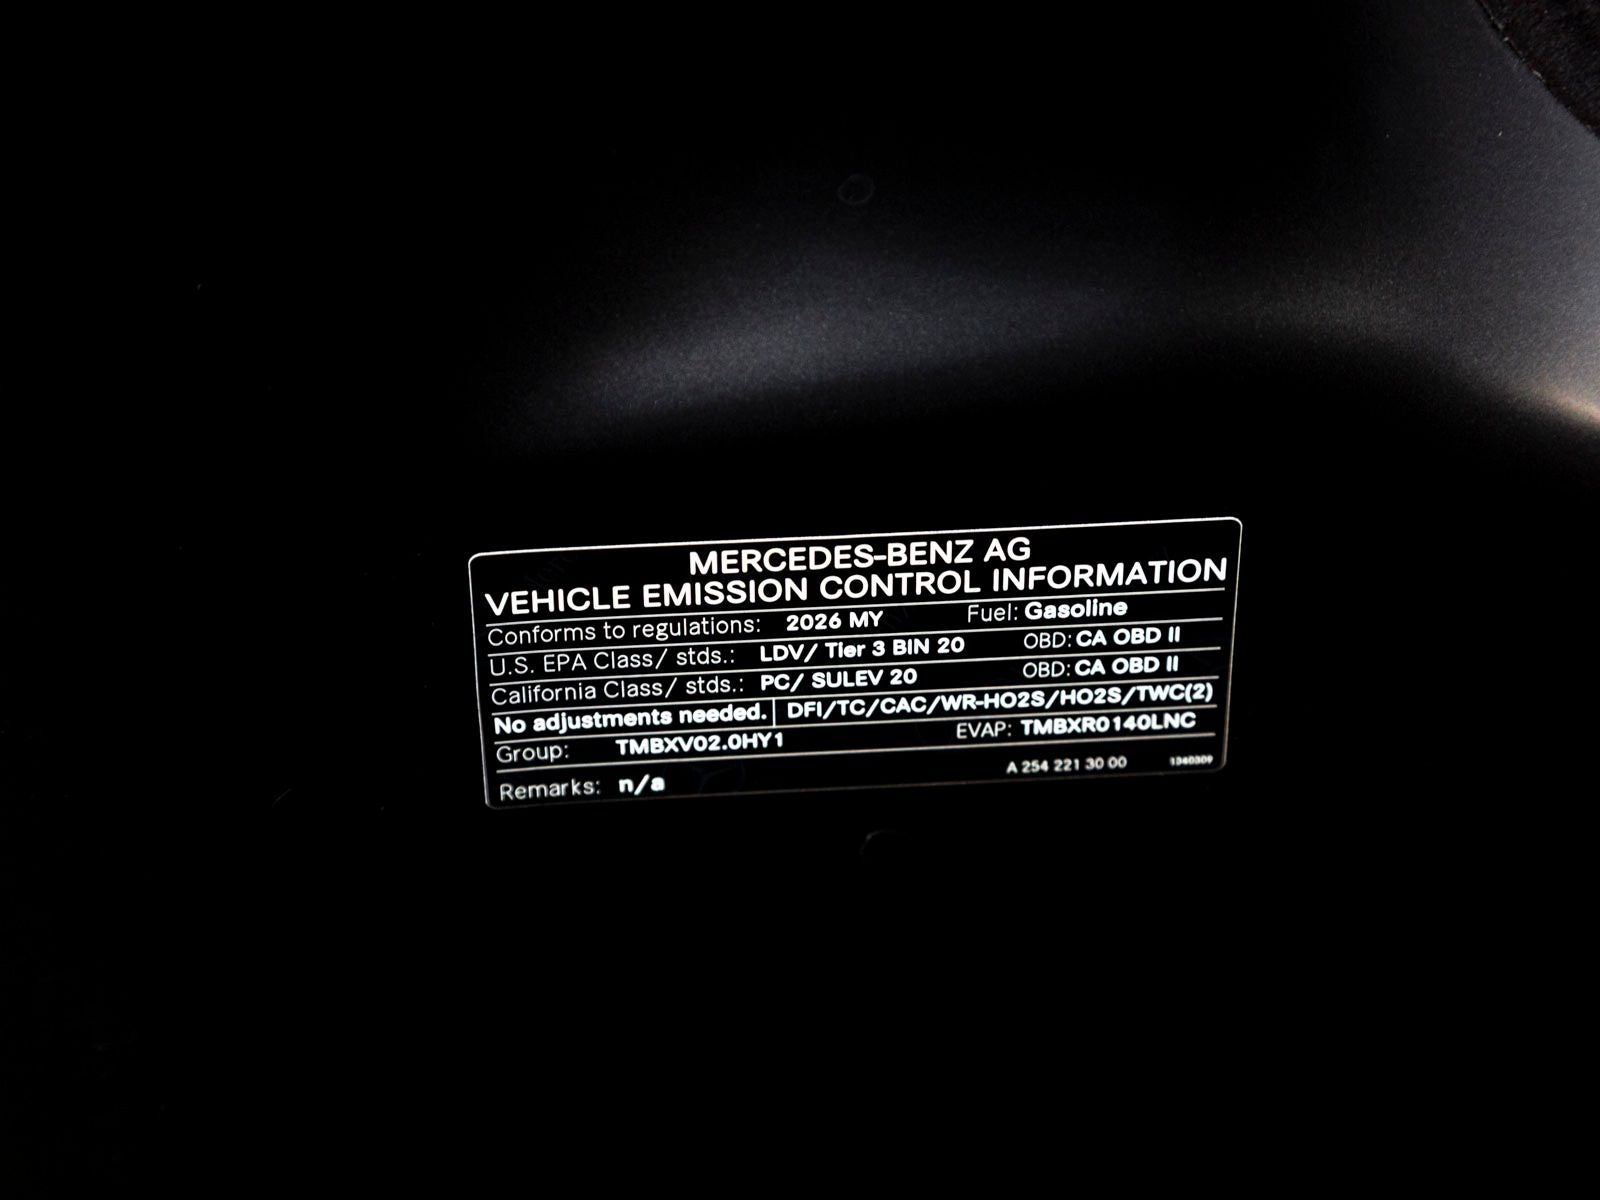 MERCEDES-BENZ AG
VEHICLE EMISSION CONTROL INFORMATION
Conforms to regulations: 2026 MY Fuel: Gasoline
U.S. EPA Class/ stds.: LDV/ Tier 3 BIN 20 OBD: CA OBD II
California Class/ stds.: PC/ SULEV 20 OBD: CA OBD II
No adjustments needed. DFI/TC/CAC/WR-HO2S/HO2S/TWC(2)
Group: TMBXV02.0HY1 EVAP: TMBXR0140LNC
Remarks: n/a A 254 221 30 00